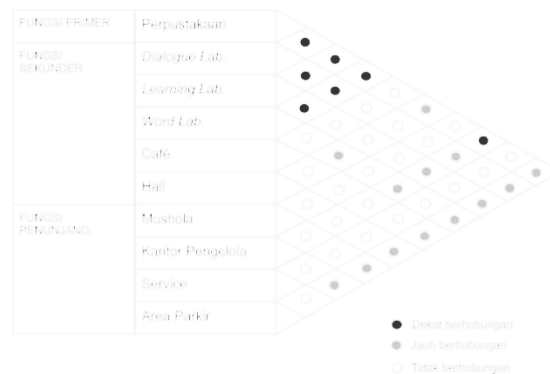 FUNGSI PRIMER
Perpustakaan
FUNGSI
SEKUNDER
Dialogue Lab.
Learning Lab.
Word Lab.
Café
Hall
FUNGSI
PENUNJANG
Mushola
Kantor Pengelola
Service
Area Parkir
Dekat berhubungan
Jauh berhubungan
Tidak berhubungan